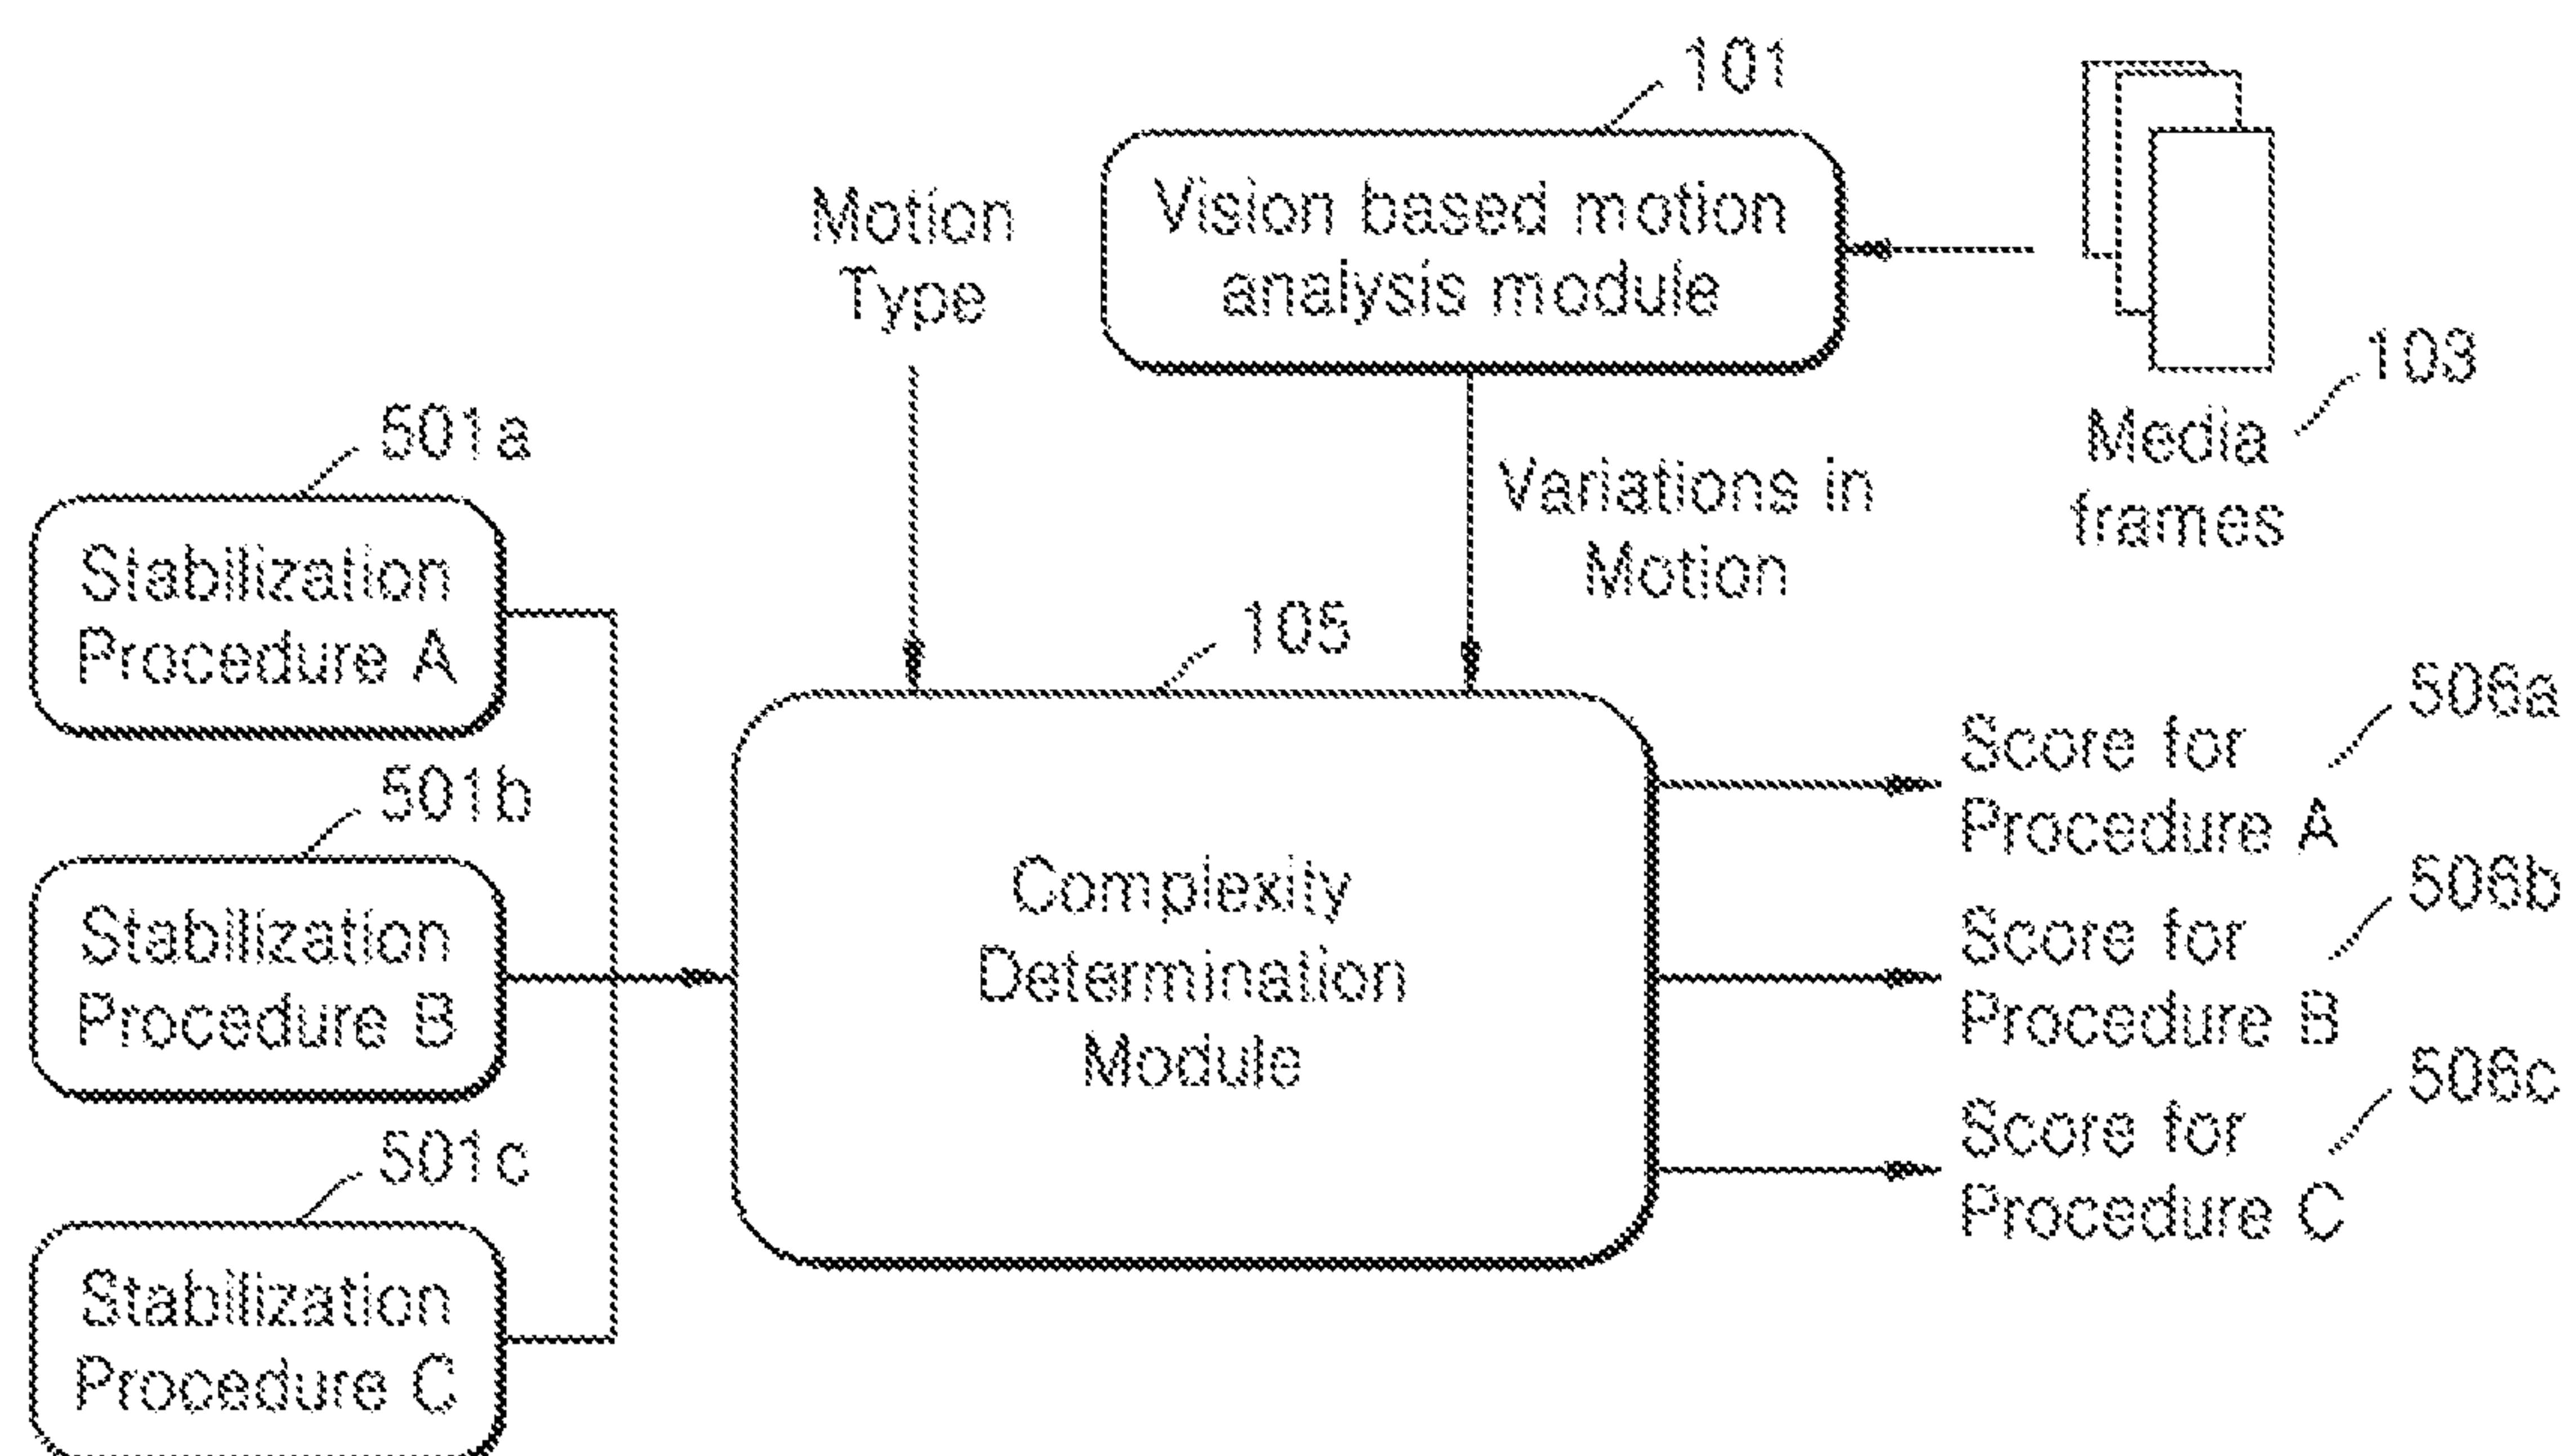 101
Vision based motion
analysis module
Motion
Type
103
Media
frames
Variations in
Motion
501a
Stabilization
Procedure A
501b
Stabilization
Procedure B
501c
Stabilization
Procedure C
105
Complexity
Determination
Module
506a
Score for
Procedure A
506b
Score for
Procedure B
506c
Score for
Procedure C